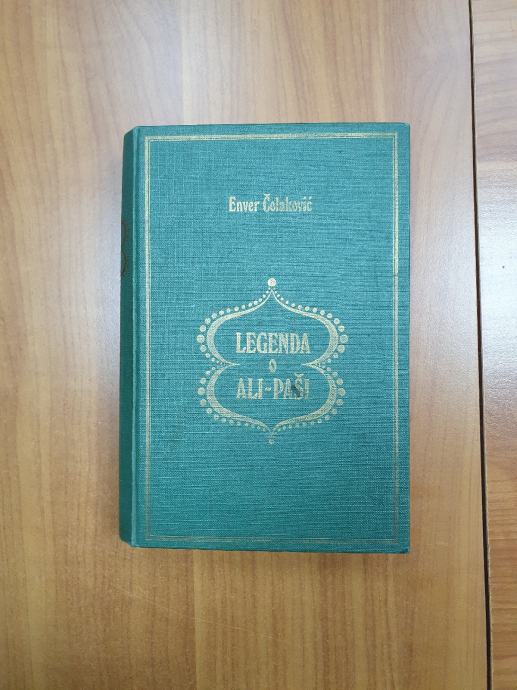 Enver Čolaković
LEGENDA
O
ALI-PAŠI